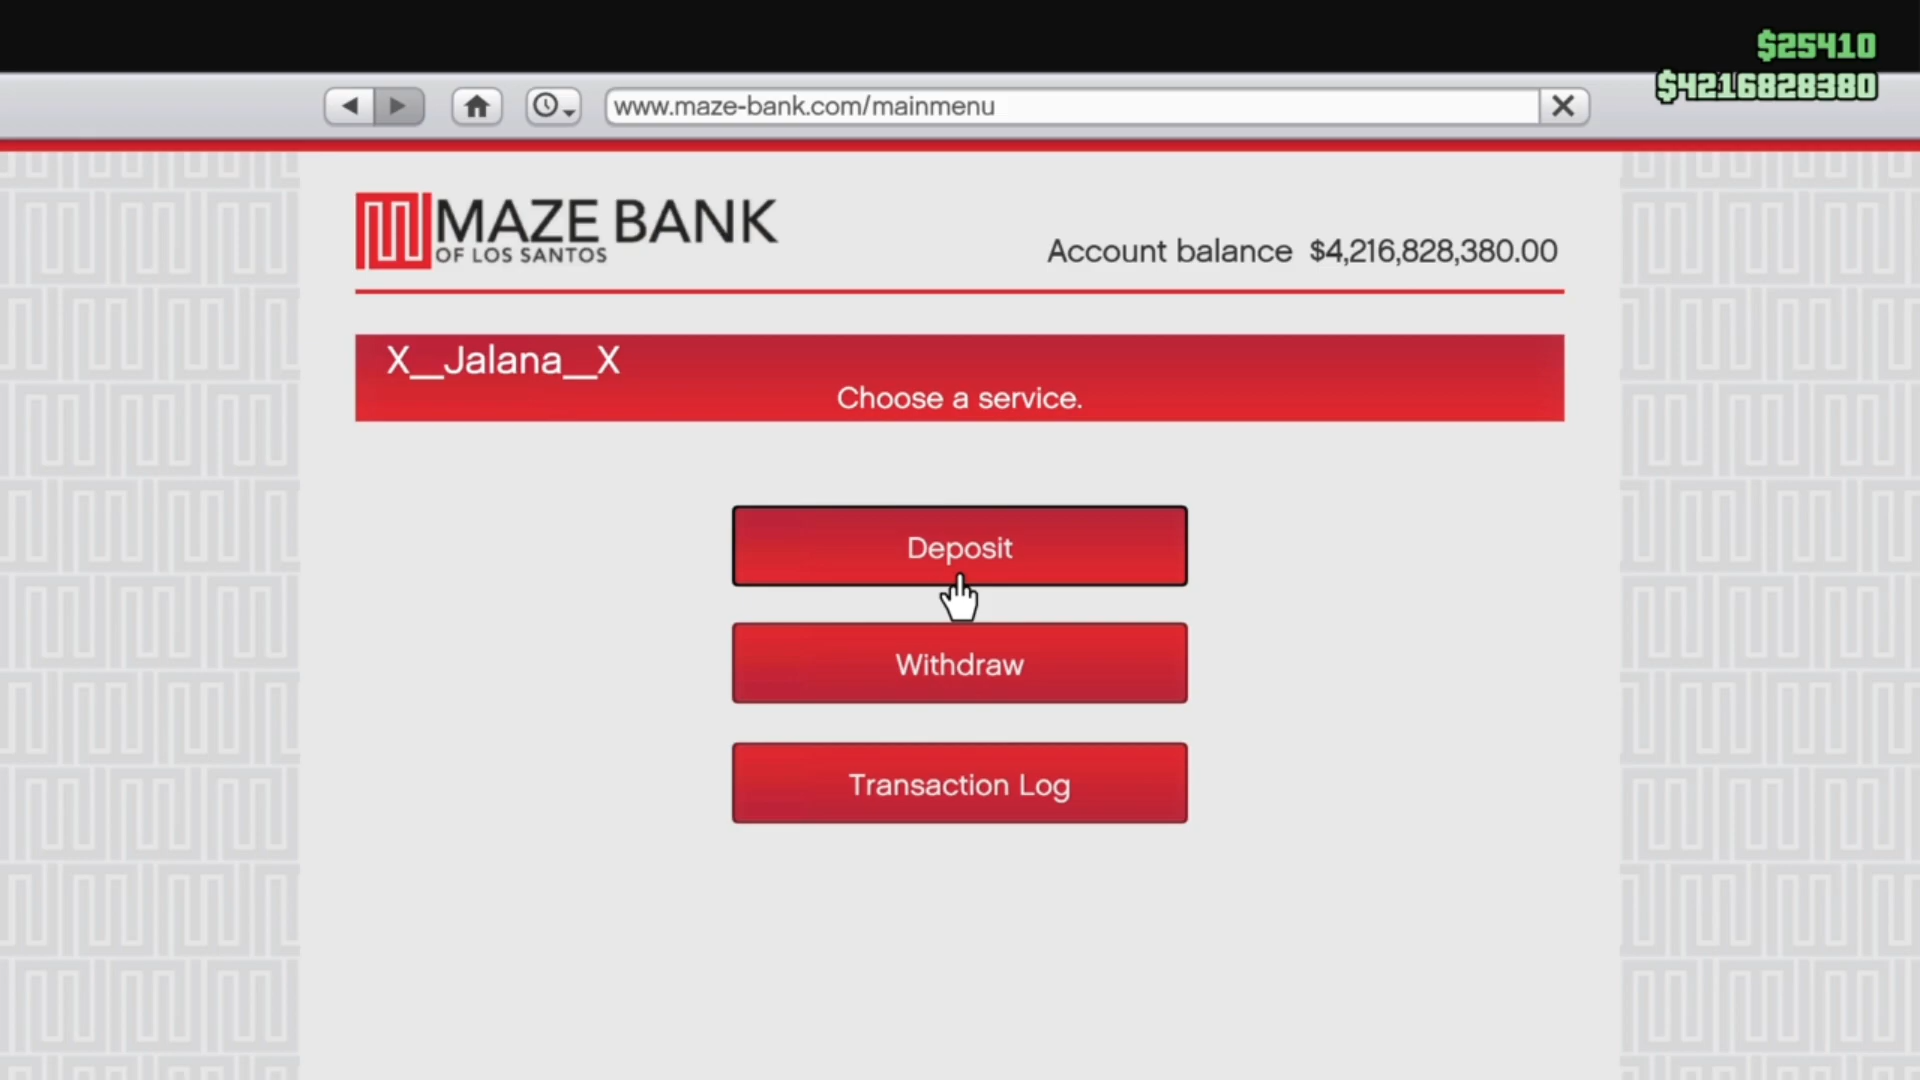 $25410
$4216828380
www.maze-bank.com/mainmenu
MAZE BANK
OF LOS SANTOS
Account balance $4,216,828,380.00
X__Jalana__X
Choose a service.
Deposit
Withdraw
Transaction Log